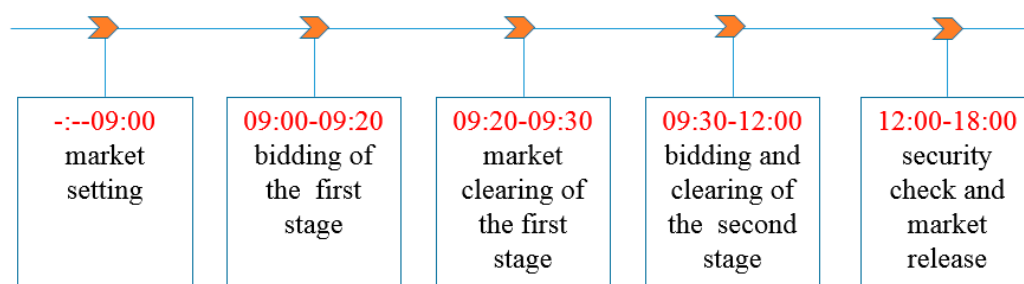 -:--09:00
market
setting
09:00-09:20
bidding of
the first
stage
09:20-09:30
market
clearing of
the first
stage
09:30-12:00
bidding and
clearing of
the second
stage
12:00-18:00
security
check and
market
release